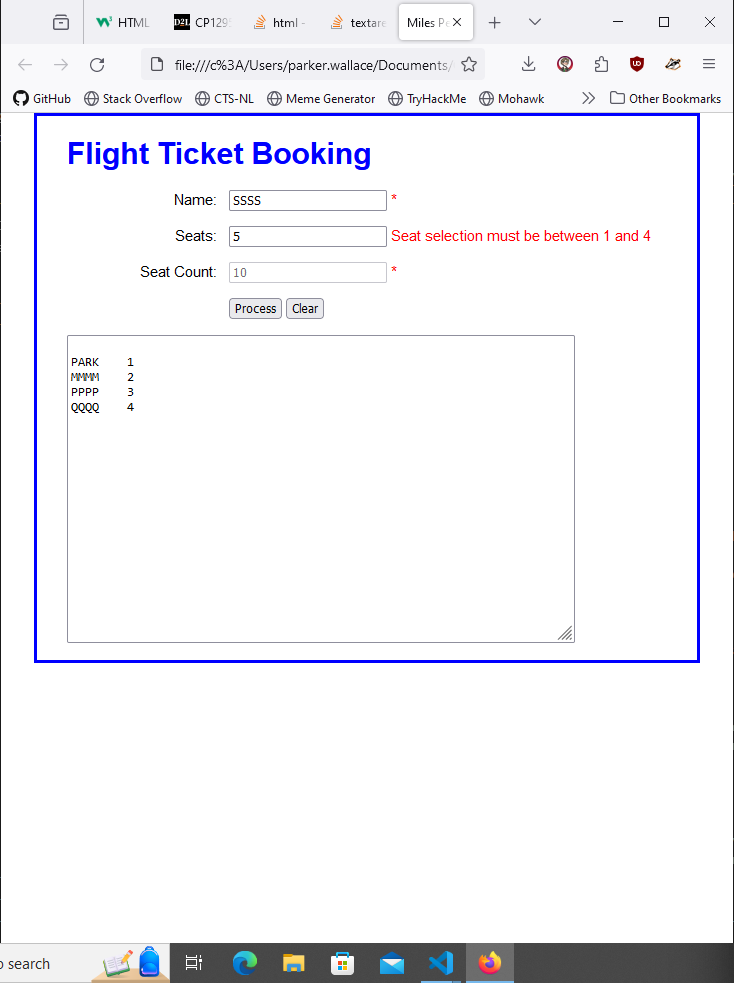 HTML
D2L CP129
html -
textare
Miles Pe
file:///c%3A/Users/parker.wallace/Documents/
GitHub Stack Overflow CTS-NL Meme Generator TryHackMe Mohawk Other Bookmarks
Flight Ticket Booking
Name: SSSS *
Seats: 5 Seat selection must be between 1 and 4
Seat Count: 10 *
Process Clear
PARK 1
MMMM 2
PPPP 3
QQQQ 4
o search